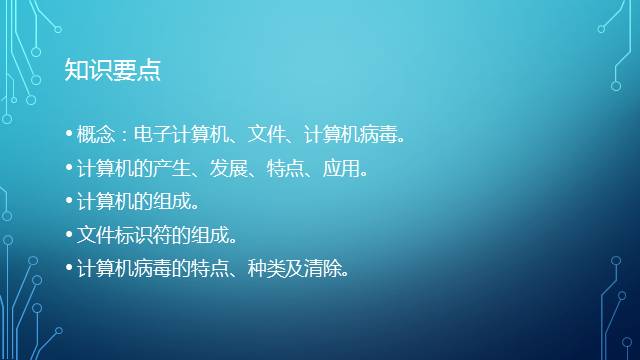 知识要点
•概念：电子计算机、文件、计算机病毒。
•计算机的产生、发展、特点、应用。
•计算机的组成。
•文件标识符的组成。
•计算机病毒的特点、种类及清除。